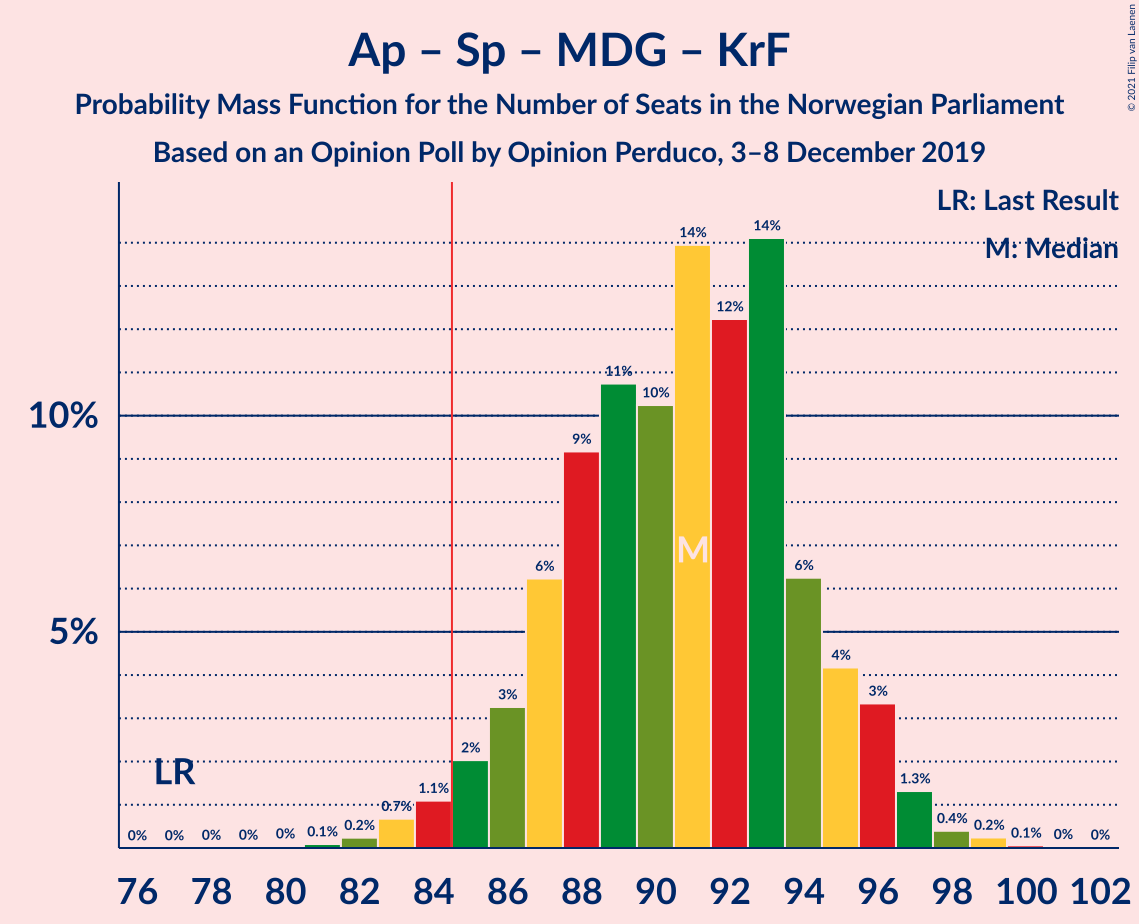 Ap – Sp – MDG – KrF
Probability Mass Function for the Number of Seats in the Norwegian Parliament
Based on an Opinion Poll by Opinion Perduco, 3–8 December 2019
© 2021 Filip van Laenen
LR: Last Result
M: Median
10%
5%
0% 0% 0% 0% 0% 0.1% 0.2% 0.7% 1.1% 2% 3% 6% 9% 11% 10% 14% 12% 14% 6% 4% 3% 1.3% 0.4% 0.2% 0.1% 0% 0%
M
LR
76 78 80 82 84 86 88 90 92 94 96 98 100 102